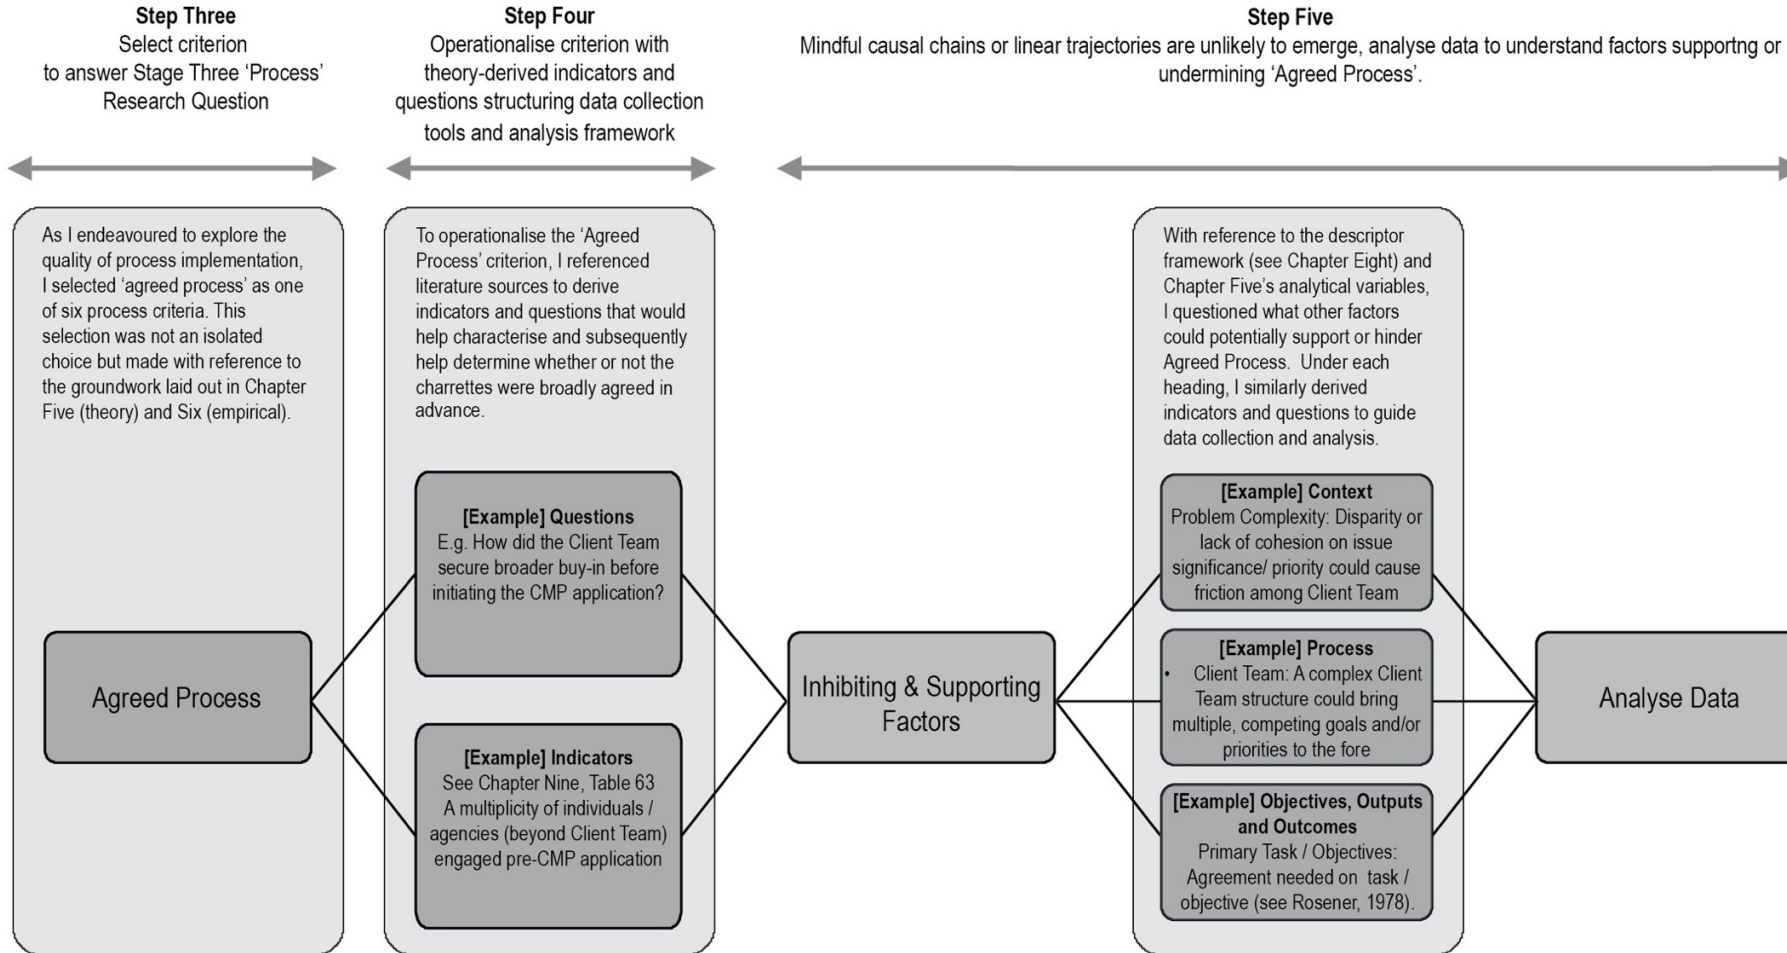 Step Three
Select criterion
to answer Stage Three ‘Process’
Research Question
Step Four
Operationalise criterion with
theory-derived indicators and
questions structuring data collection
tools and analysis framework
Step Five
Mindful causal chains or linear trajectories are unlikely to emerge, analyse data to understand factors supportng or
undermining ‘Agreed Process’.
As I endeavoured to explore the
quality of process implementation,
I selected ‘agreed process’ as one
of six process criteria. This
selection was not an isolated
choice but made with reference to
the groundwork laid out in Chapter
Five (theory) and Six (empirical).
Agreed Process
To operationalise the ‘Agreed
Process’ criterion, I referenced
literature sources to derive
indicators and questions that would
help characterise and subsequently
help determine whether or not the
charrettes were broadly agreed in
advance.
[Example] Questions
E.g. How did the Client Team
secure broader buy-in before
initiating the CMP application?
[Example] Indicators
See Chapter Nine, Table 63
A multiplicity of individuals /
agencies (beyond Client Team)
engaged pre-CMP application
Inhibiting & Supporting
Factors
With reference to the descriptor
framework (see Chapter Eight) and
Chapter Five’s analytical variables,
I questioned what other factors
could potentially support or hinder
Agreed Process. Under each
heading, I similarly derived
indicators and questions to guide
data collection and analysis.
[Example] Context
Problem Complexity: Disparity or
lack of cohesion on issue
significance/ priority could cause
friction among Client Team
[Example] Process
• Client Team: A complex Client
Team structure could bring
multiple, competing goals and/or
priorities to the fore
[Example] Objectives, Outputs
and Outcomes
Primary Task / Objectives:
Agreement needed on task /
objective (see Rosener, 1978).
Analyse Data